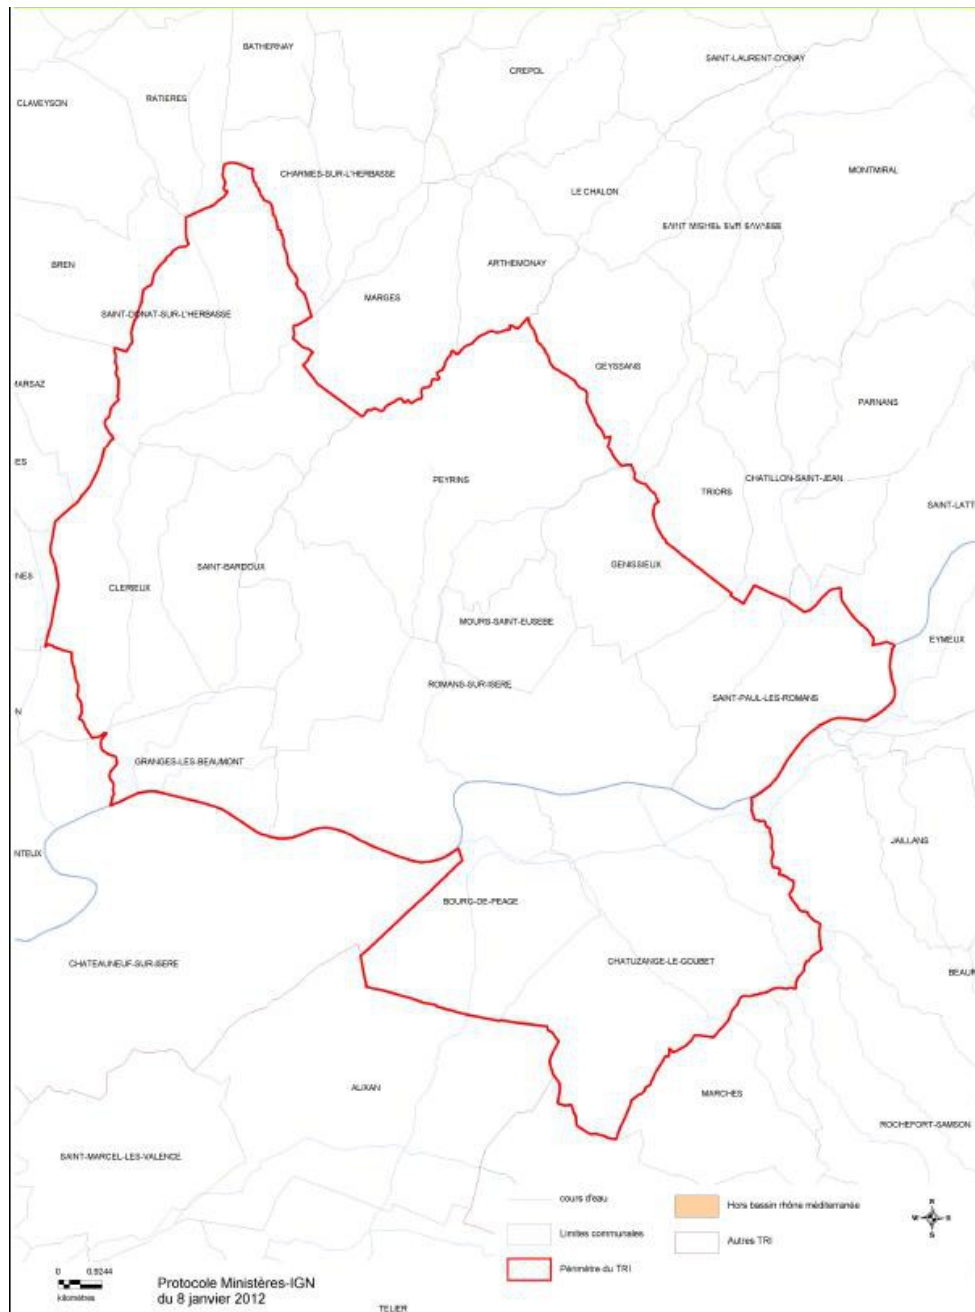 BATHERNAY
SAINT-LAURENT-D'ONAY
CREPOL
RATIERES
CLAVEYSON
MONTMIRAL
CHARMES-SUR-L'HERBASSE
LE CHALON
SAINT MICHEL SUR SAVASSE
BREN
ARTHEMONAY
MARGES
SAINT-DONAT-SUR-L'HERBASSE
GEYSSANS
MARSAZ
PARNANS
ES
PEYRINS
CHATILLON-SAINT-JEAN
TRIORS
SAINT-LATT
GENISSIEUX
SAINT-BARDOUX
NES
CLERIEUX
MOURS-SAINT-EUSEBE
EYMEUX
ROMANS-SUR-ISERE
SAINT-PAUL-LES-ROMANS
N
GRANGES-LES-BEAUMONT
JAILLANS
NTEUX
BOURG-DE-PEAGE
CHATEAUNEUF-SUR-ISERE
CHATUZANGE-LE-GOUBET
BEAUR
ALIXAN
MARCHES
ROCHEFORT-SAMSON
SAINT-MARCEL-LES-VALENCE
cours d'eau
Hors bassin rhône méditerranée
Limites communales
Autres TRI
Périmètre du TRI
N
W E
S
0 0.9244
kilomètres
Protocole Ministères-IGN
du 8 janvier 2012
TELIER